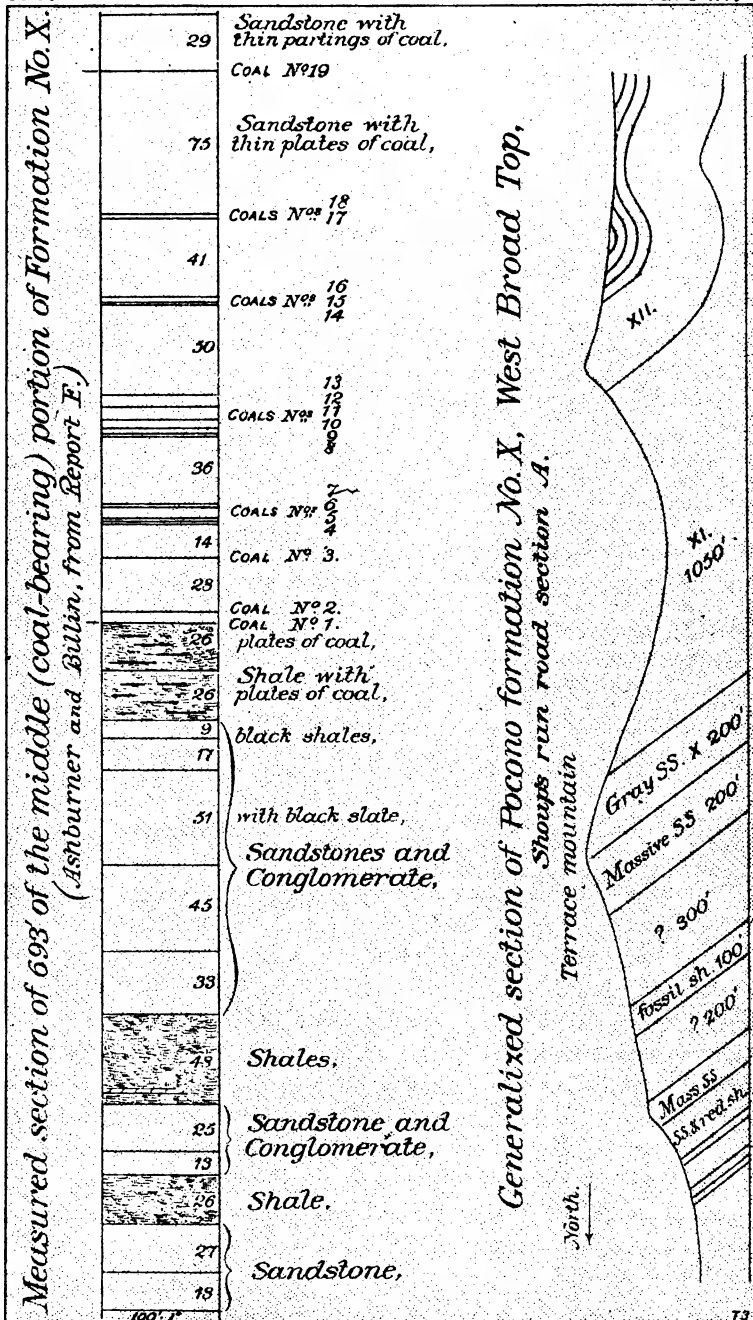 Measured section of 693' of the middle (coal-bearing) portion of Formation No. X.
(Ashburner and Billin, from Report F.)
29
Sandstone with
thin partings of coal,
COAL Nº 19
75
Sandstone with
thin plates of coal,
18
COALS Nºs 17
41
16
COALS Nºs 15
14
50
13
12
COALS Nºs 11
10
9
8
36
7
COALS Nºs 6
5
4
14
COAL Nº 3.
28
COAL Nº 2.
COAL Nº 1.
26
plates of coal,
26
Shale with
plates of coal,
9
black shales,
17
51
with black slate,
Sandstones and
Conglomerate,
45
33
48
Shales,
25
Sandstone and
Conglomerate,
13
26
Shale,
27
Sandstone,
18
100':1"
Generalized section of Pocono formation No. X, West Broad Top,
Shoups run road section A.
Terrace mountain
XII.
XI.
1050'
Gray SS. X 200'
Massive SS 200'
? 300'
fossil sh. 100'
? 200'
Mass SS
SS & red sh.
North.
T3